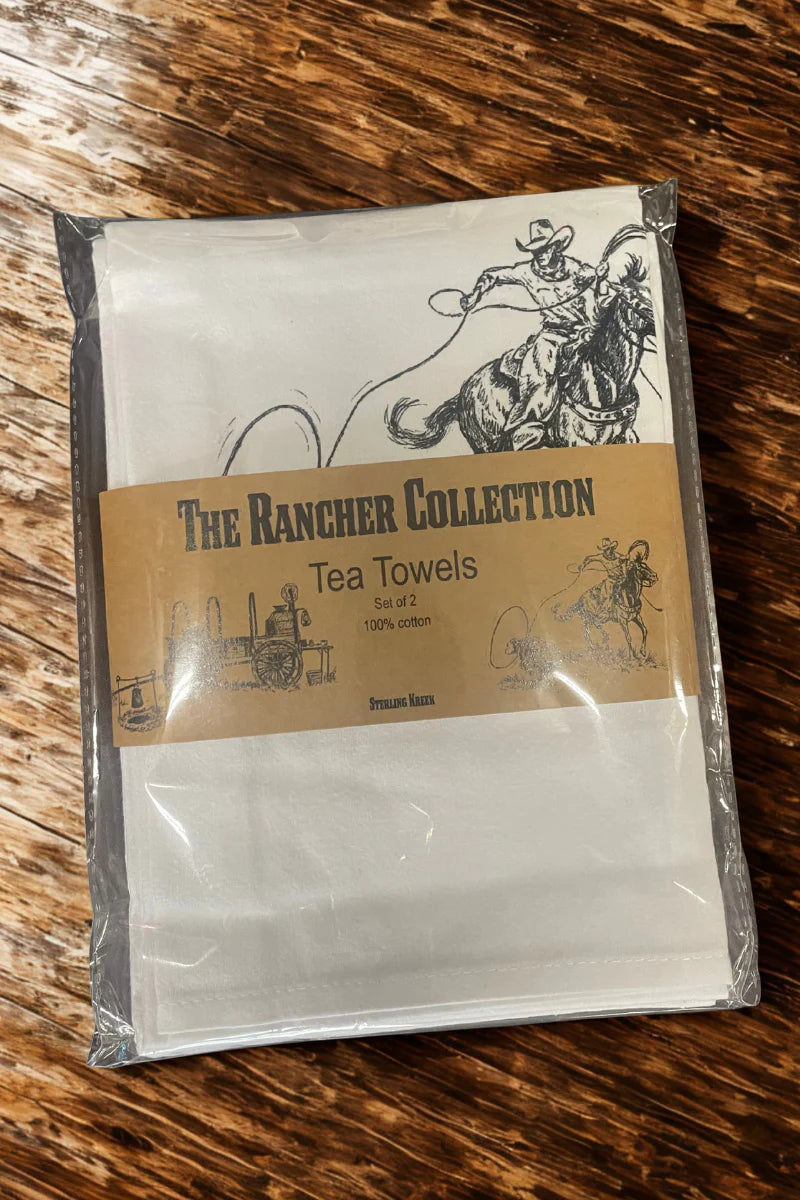 The Rancher Collection
Tea Towels
Set of 2
100% cotton
Sterling Kreek